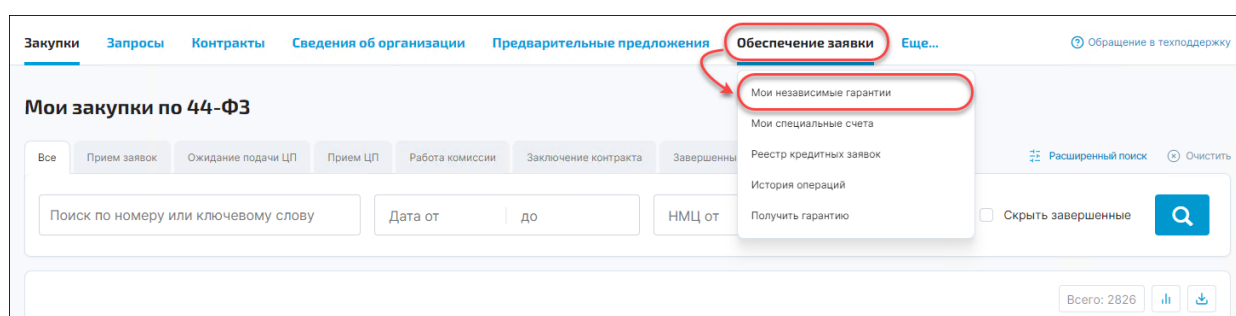 Закупки Запросы Контракты Сведения об организации Предварительные предложения Обеспечение заявки Еще... Обращение в техподдержку
Мои независимые гарантии
Мои закупки по 44-ФЗ
Мои специальные счета
Все Прием заявок Ожидание подачи ЦП Прием ЦП Работа комиссии Заключение контракта Завершенны Реестр кредитных заявок Расширенный поиск Очистить
История операций
Поиск по номеру или ключевому слову Дата от до НМЦ от Получить гарантию Скрыть завершенные
Всего: 2826